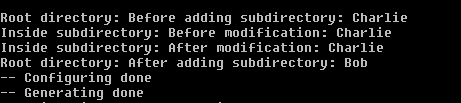 Root directory: Before adding subdirectory: Charlie
Inside subdirectory: Before modification: Charlie
Inside subdirectory: After modification: Charlie
Root directory: After adding subdirectory: Bob
-- Configuring done
-- Generating done